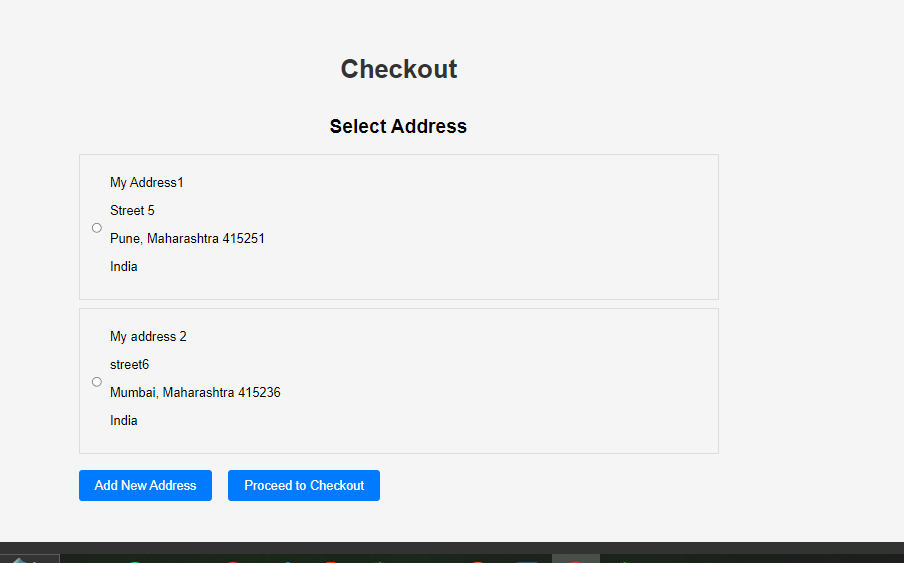 Checkout
Select Address
My Address1
Street 5
Pune, Maharashtra 415251
India
My address 2
street6
Mumbai, Maharashtra 415236
India
Add New Address
Proceed to Checkout